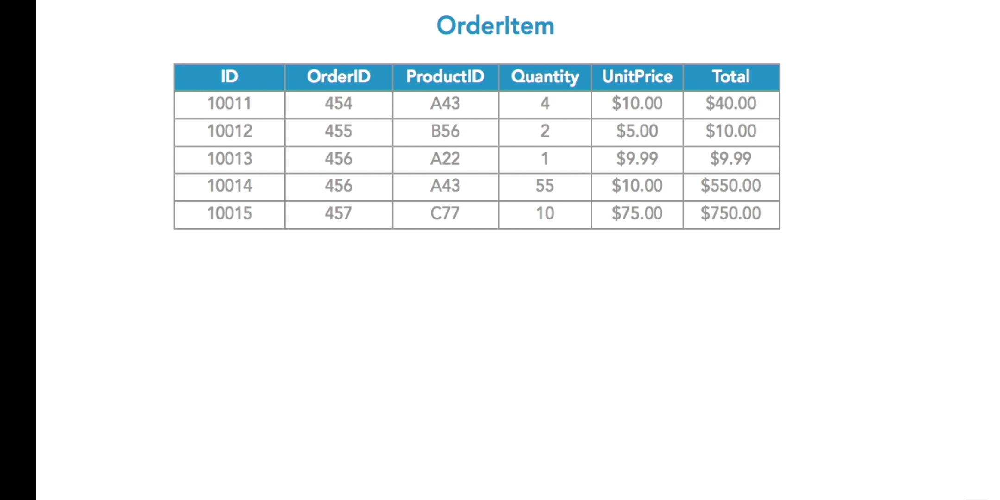 OrderItem
ID OrderID ProductID Quantity UnitPrice Total
10011 454 A43 4 $10.00 $40.00
10012 455 B56 2 $5.00 $10.00
10013 456 A22 1 $9.99 $9.99
10014 456 A43 55 $10.00 $550.00
10015 457 C77 10 $75.00 $750.00